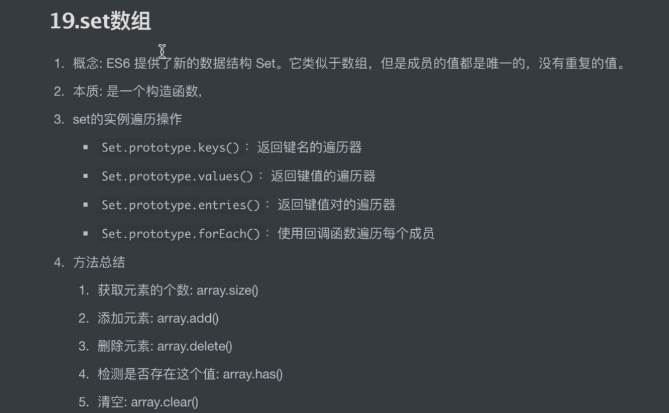 19.set数组
1. 概念: ES6 提供了新的数据结构 Set。它类似于数组，但是成员的值都是唯一的，没有重复的值。
2. 本质: 是一个构造函数,
3. set的实例遍历操作
▪ Set.prototype.keys()：返回键名的遍历器
▪ Set.prototype.values()：返回键值的遍历器
▪ Set.prototype.entries()：返回键值对的遍历器
▪ Set.prototype.forEach()：使用回调函数遍历每个成员
4. 方法总结
1. 获取元素的个数: array.size()
2. 添加元素: array.add()
3. 删除元素: array.delete()
4. 检测是否存在这个值: array.has()
5. 清空: array.clear()